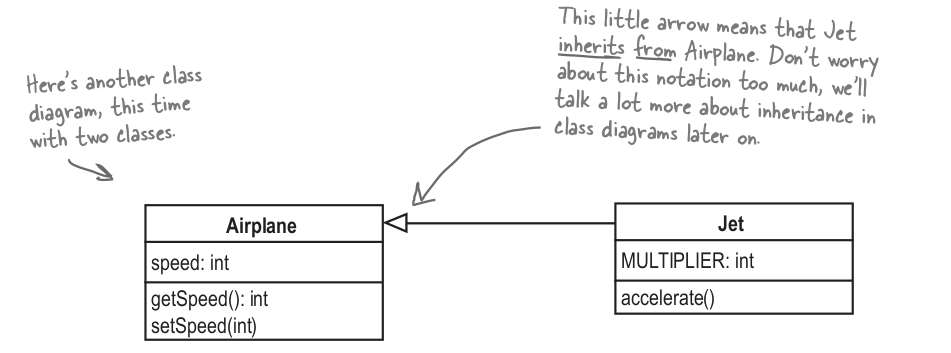 Here's another class
diagram, this time
with two classes.
This little arrow means that Jet
inherits from Airplane. Don't worry
about this notation too much, we'll
talk a lot more about inheritance in
class diagrams later on.
Airplane
speed: int
getSpeed(): int
setSpeed(int)
Jet
MULTIPLIER: int
accelerate()